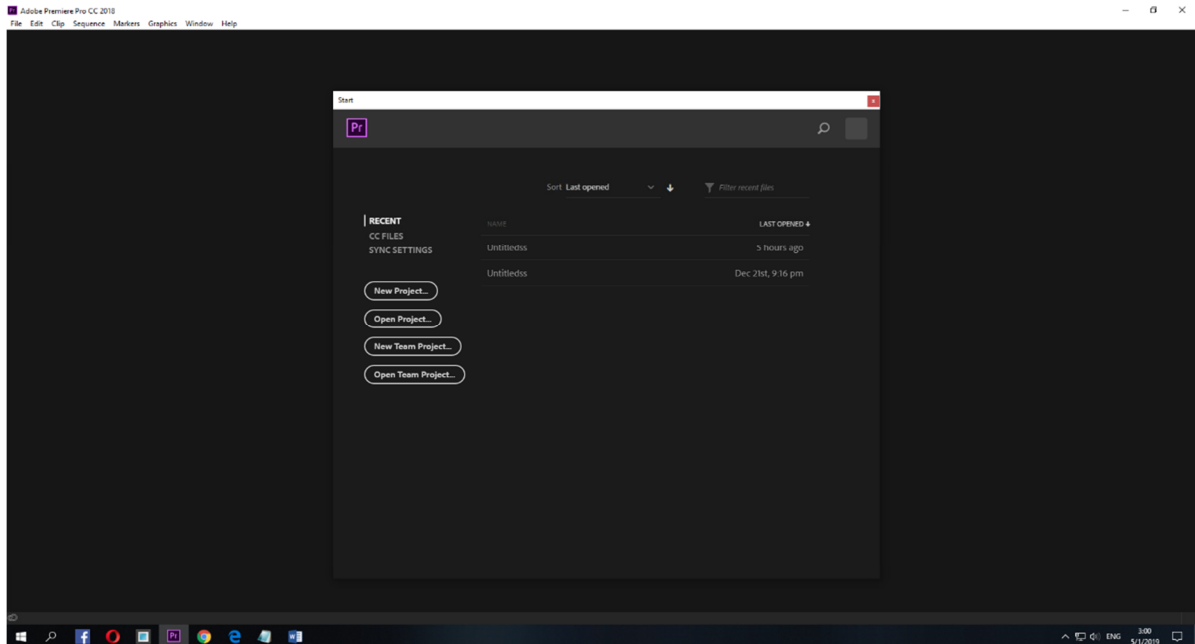 Pr Adobe Premiere Pro CC 2018
File Edit Clip Sequence Markers Graphics Window Help
Start
Pr
Sort Last opened Filter recent files
RECENT
CC FILES
SYNC SETTINGS
NAME LAST OPENED
Untitledss 5 hours ago
Untitledss Dec 21st, 9:16 pm
New Project...
Open Project...
New Team Project...
Open Team Project...
Pr
ENG
3:00
5/1/2019